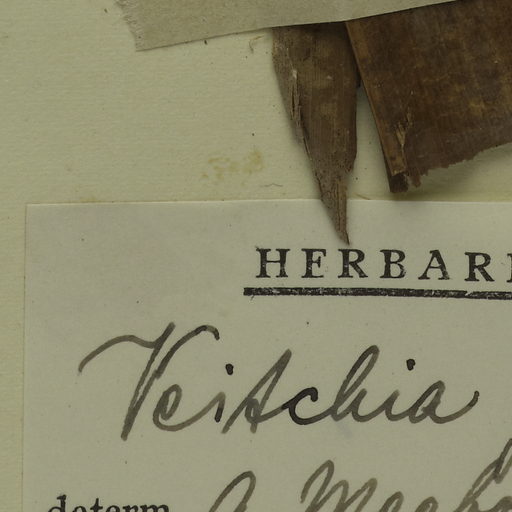 HERBARI
Veitchia
determ.